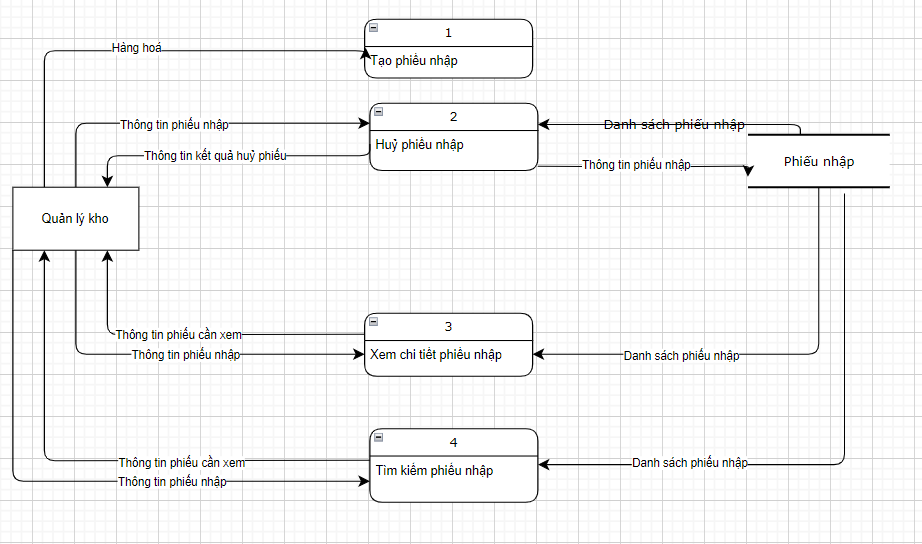 1
Hàng hoá
Tạo phiếu nhập
2
Thông tin phiếu nhập
Danh sách phiếu nhập
Huỷ phiếu nhập
Thông tin kết quả huỷ phiếu
Thông tin phiếu nhập
Phiếu nhập
Quản lý kho
3
Thông tin phiếu cần xem
Thông tin phiếu nhập
Xem chi tiết phiếu nhập
Danh sách phiếu nhập
4
Thông tin phiếu cần xem
Tìm kiếm phiếu nhập
Danh sách phiếu nhập
Thông tin phiếu nhập